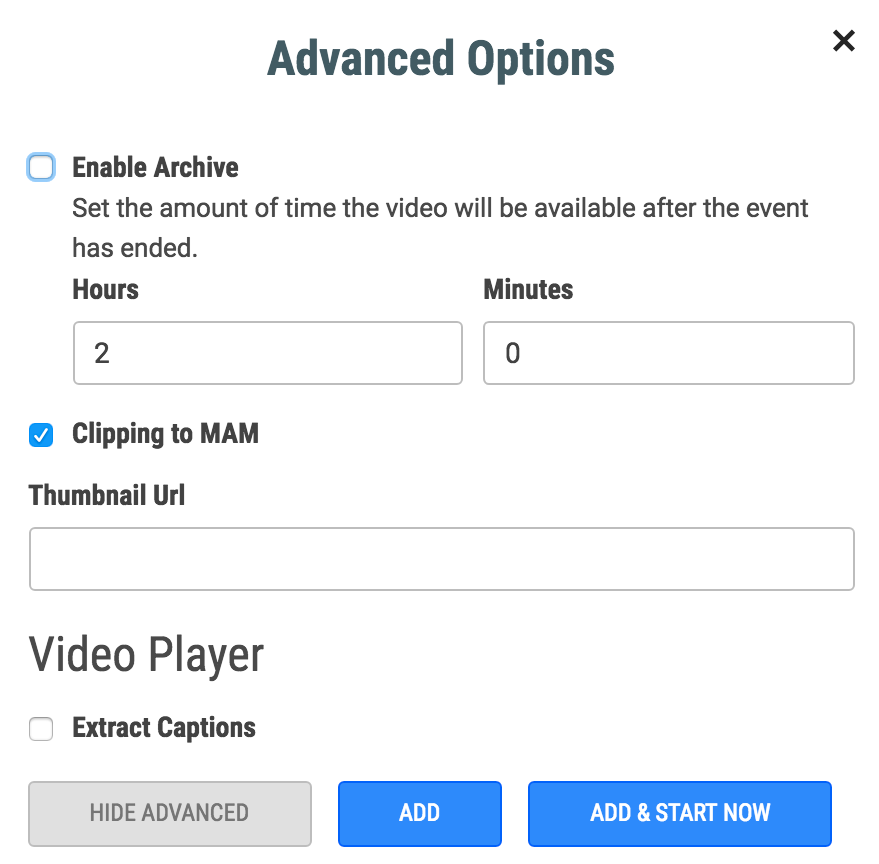 Advanced Options
Enable Archive
Set the amount of time the video will be available after the event
has ended.
Hours
Minutes
2
0
Clipping to MAM
Thumbnail Url
Video Player
Extract Captions
HIDE ADVANCED
ADD
ADD & START NOW